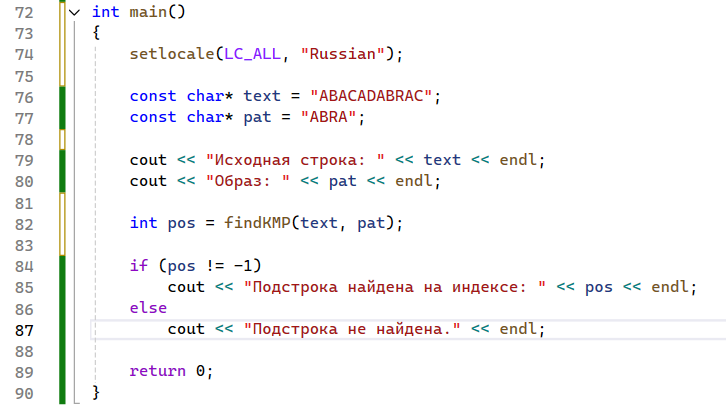 72 int main()
73 {
74 setlocale(LC_ALL, "Russian");
75
76 const char* text = "ABACADABRAC";
77 const char* pat = "ABRA";
78
79 cout << "Исходная строка: " << text << endl;
80 cout << "Образ: " << pat << endl;
81
82 int pos = findKMP(text, pat);
83
84 if (pos != -1)
85 cout << "Подстрока найдена на индексе: " << pos << endl;
86 else
87 cout << "Подстрока не найдена." << endl;
88
89 return 0;
90 }